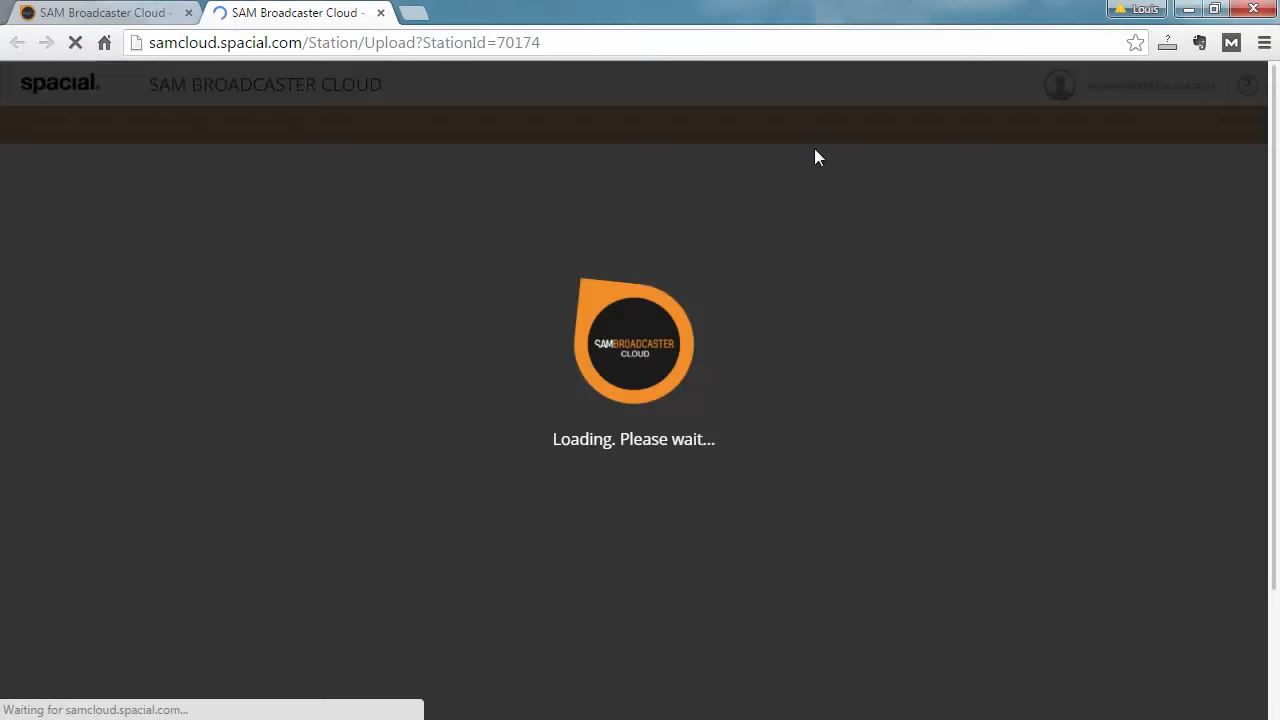 SAM Broadcaster Cloud -
SAM Broadcaster Cloud -
Louis
samcloud.spacial.com/Station/Upload?StationId=70174
?
M
spacial.
SAM BROADCASTER CLOUD
?
SAMBROADCASTER
CLOUD
Loading. Please wait...
Waiting for samcloud.spacial.com...